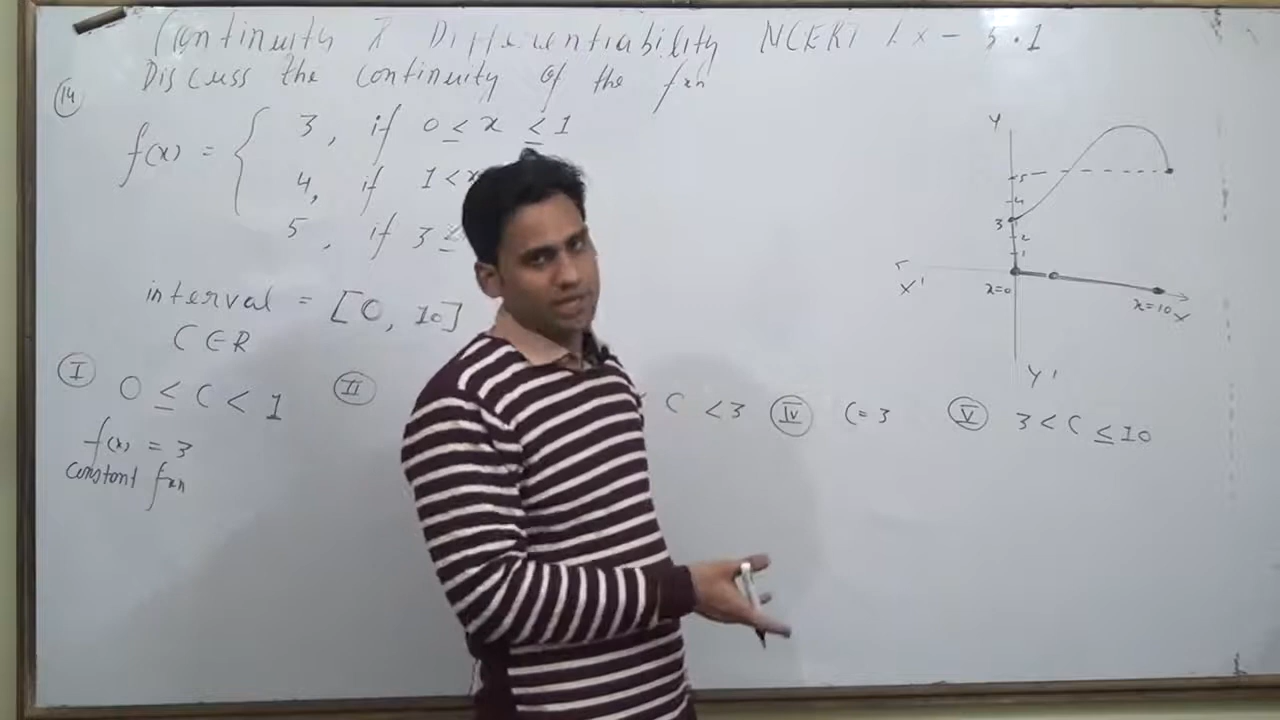 Continuity & Differentiability NCERT Ex - 5.1
(14) Discuss the continuity of the fxn
f(x) = { 3, if 0 ≤ x ≤ 1
4, if 1 < x
5, if 3 ≤
interval = [0, 10]
C ∈ R
(I) 0 ≤ C < 1
f(x) = 3
constant fxn
(II)
C < 3
(IV) C = 3
(V) 3 < C ≤ 10
Y
5
4
3
2
1
X'
x=0
x=10
X
Y'